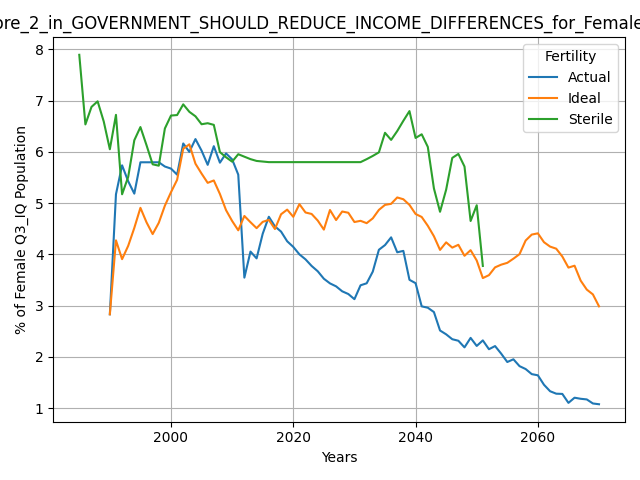 ore_2_in_GOVERNMENT_SHOULD_REDUCE_INCOME_DIFFERENCES_for_Female
Fertility
Actual
Ideal
Sterile
% of Female Q3_IQ Population
8
7
6
5
4
3
2
1
2000 2020 2040 2060
Years